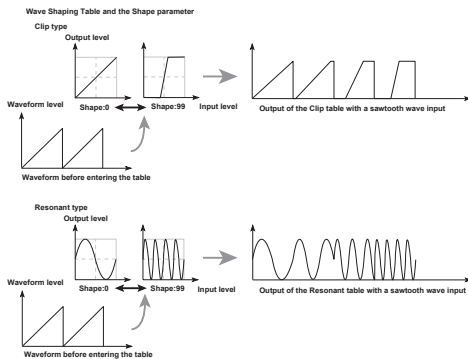 Wave Shaping Table and the Shape parameter
Clip type
Output level
Waveform level
Shape:0
Shape:99
Input level
Output of the Clip table with a sawtooth wave input
Waveform before entering the table
Resonant type
Output level
Waveform level
Shape:0
Shape:99
Input level
Output of the Resonant table with a sawtooth wave input
Waveform before entering the table